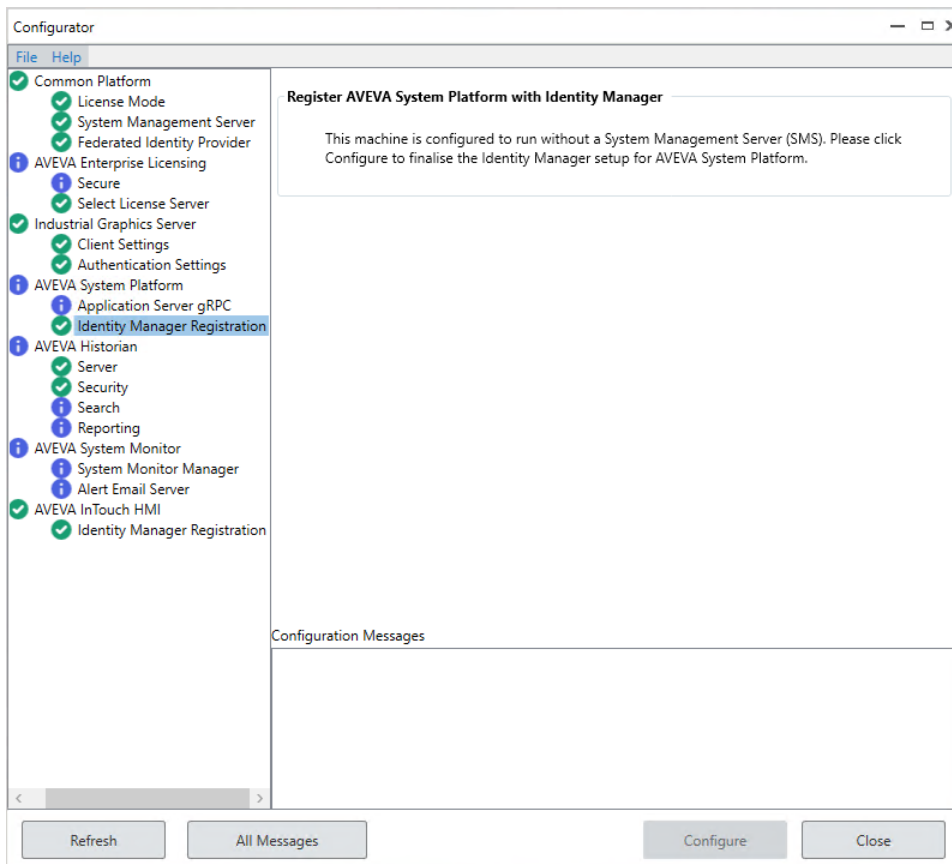 Configurator
File Help
Common Platform
License Mode
System Management Server
Federated Identity Provider
AVEVA Enterprise Licensing
Secure
Select License Server
Industrial Graphics Server
Client Settings
Authentication Settings
AVEVA System Platform
Application Server gRPC
Identity Manager Registration
AVEVA Historian
Server
Security
Search
Reporting
AVEVA System Monitor
System Monitor Manager
Alert Email Server
AVEVA InTouch HMI
Identity Manager Registration
Register AVEVA System Platform with Identity Manager
This machine is configured to run without a System Management Server (SMS). Please click
Configure to finalise the Identity Manager setup for AVEVA System Platform.
Configuration Messages
Refresh
All Messages
Configure
Close